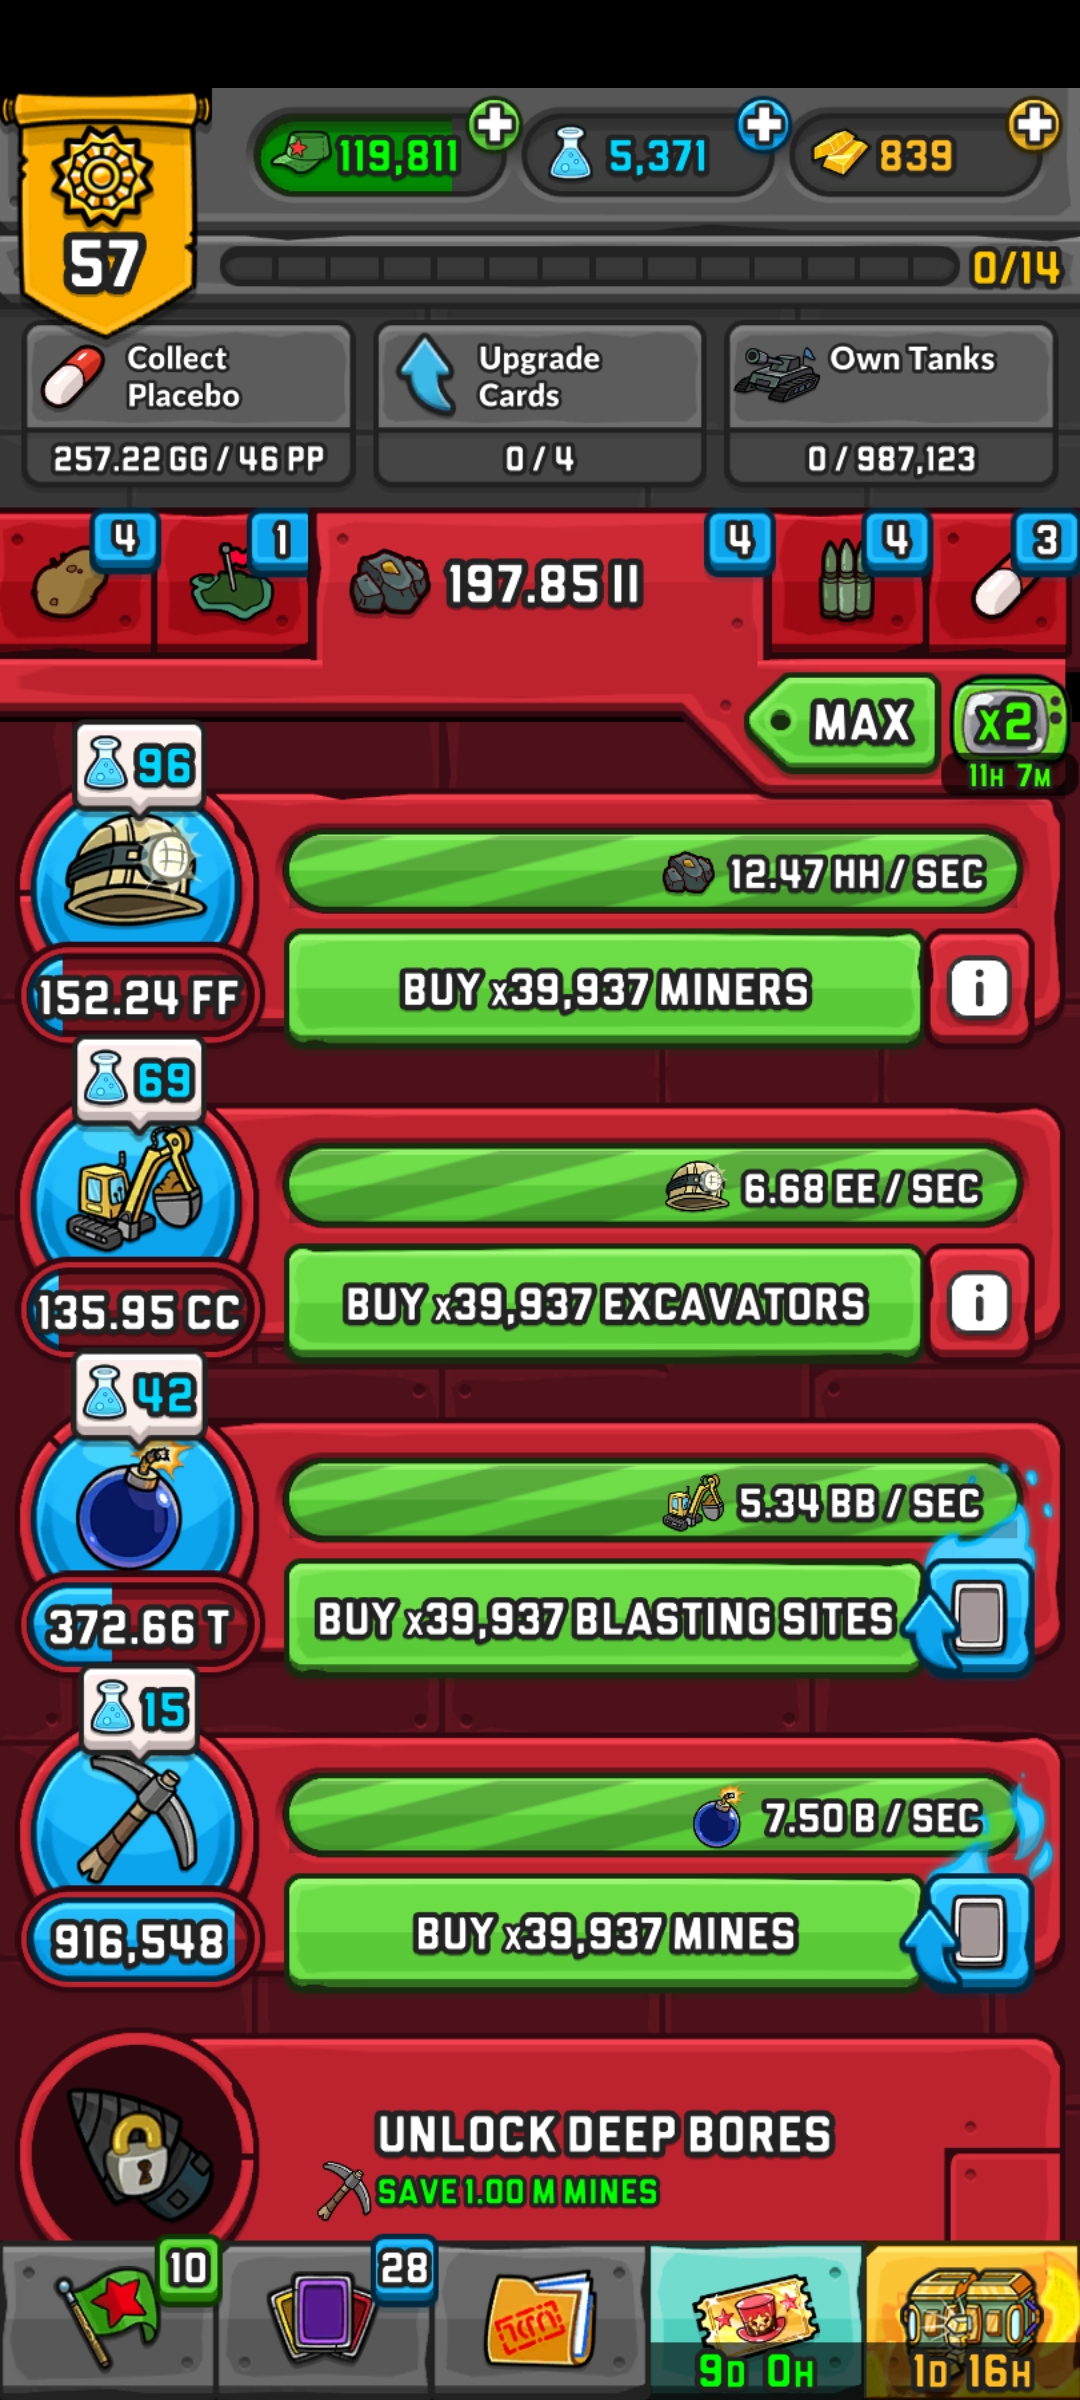 119,811
5,371
839
57
0/14
Collect
Placebo
257.22 GG / 46 PP
Upgrade
Cards
0 / 4
Own Tanks
0 / 987,123
4
1
197.85 II
4
4
3
MAX
x2
11H 7M
96
12.47 HH / SEC
152.24 FF
BUY x39,937 MINERS
i
69
6.68 EE / SEC
135.95 CC
BUY x39,937 EXCAVATORS
i
42
5.34 BB / SEC
372.66 T
BUY x39,937 BLASTING SITES
15
7.50 B / SEC
916,548
BUY x39,937 MINES
UNLOCK DEEP BORES
SAVE 1.00 M MINES
10
28
9D 0H
1D 16H